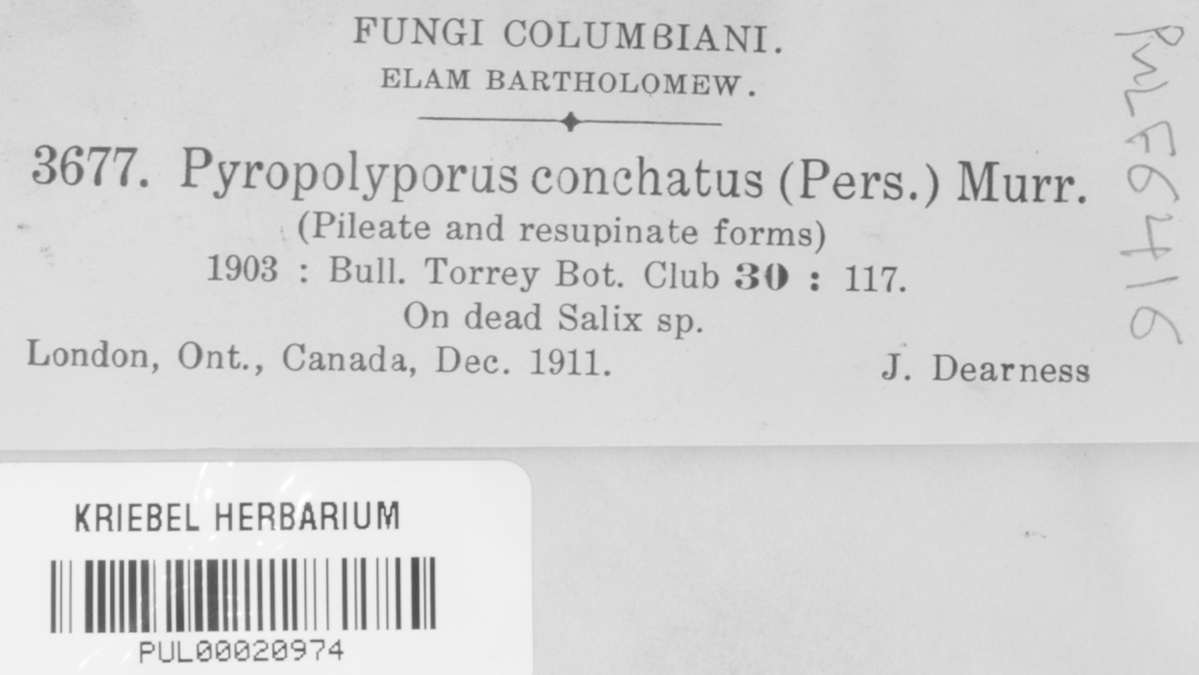 FUNGI COLUMBIANI.
ELAM BARTHOLOMEW.
3677. Pyropolyporus conchatus (Pers.) Murr.
(Pileate and resupinate forms)
1903 : Bull. Torrey Bot. Club 30 : 117.
On dead Salix sp.
London, Ont., Canada, Dec. 1911. J. Dearness
PULF6416
KRIEBEL HERBARIUM
PUL00020974